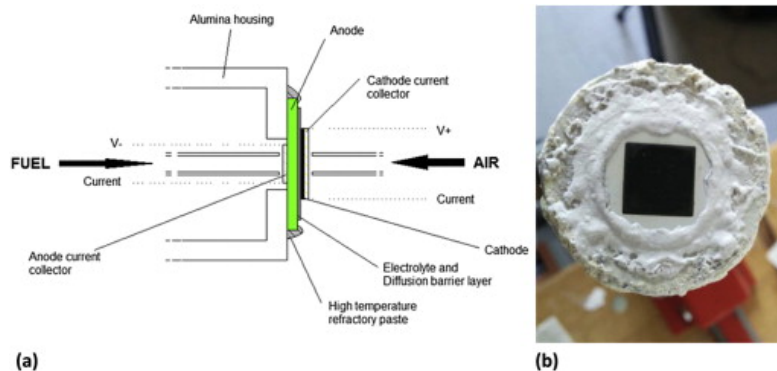 Alumina housing
Anode
Cathode current
collector
V-
V+
FUEL
AIR
Current
Current
Anode current
collector
Cathode
Electrolyte and
Diffusion barrier layer
High temperature
refractory paste
(a)
(b)